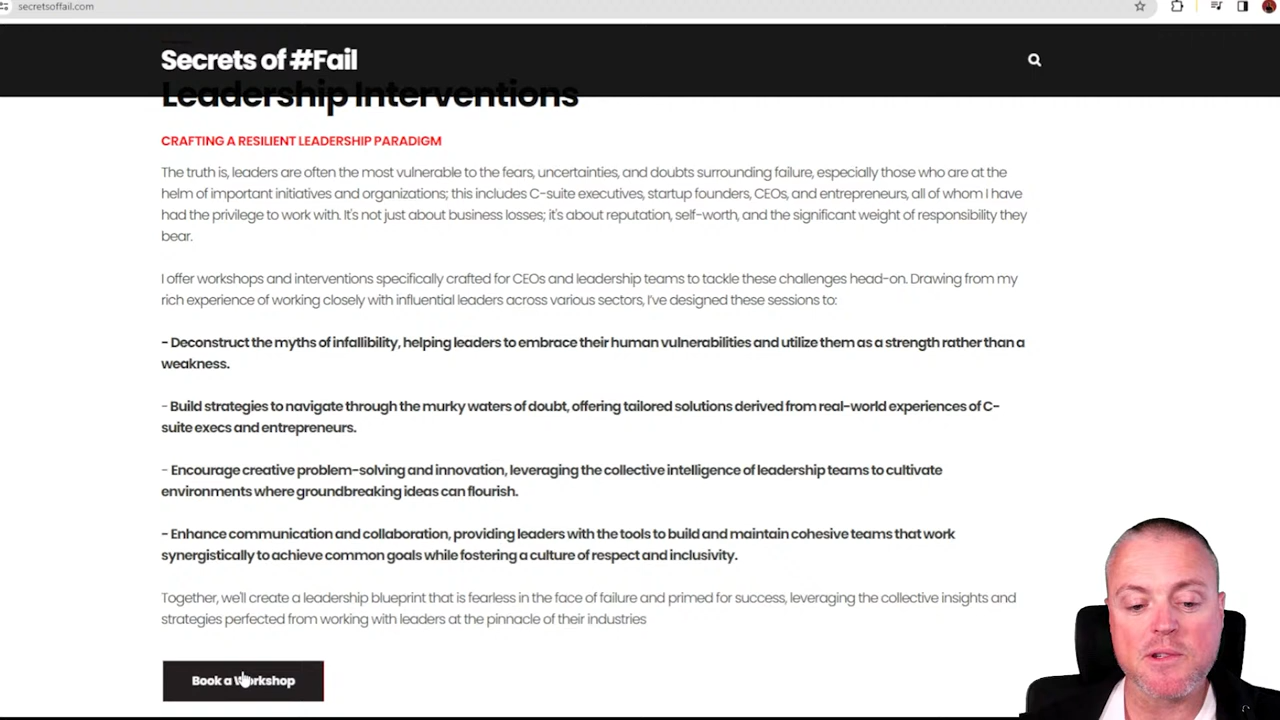 secretsoffail.com
Secrets of #Fail
Leadership Interventions
CRAFTING A RESILIENT LEADERSHIP PARADIGM
The truth is, leaders are often the most vulnerable to the fears, uncertainties, and doubts surrounding failure, especially those who are at the
helm of important initiatives and organizations; this includes C-suite executives, startup founders, CEOs, and entrepreneurs, all of whom I have
had the privilege to work with. It's not just about business losses; it's about reputation, self-worth, and the significant weight of responsibility they
bear.
I offer workshops and interventions specifically crafted for CEOs and leadership teams to tackle these challenges head-on. Drawing from my
rich experience of working closely with influential leaders across various sectors, I've designed these sessions to:
- Deconstruct the myths of infallibility, helping leaders to embrace their human vulnerabilities and utilize them as a strength rather than a
weakness.
- Build strategies to navigate through the murky waters of doubt, offering tailored solutions derived from real-world experiences of C-
suite execs and entrepreneurs.
- Encourage creative problem-solving and innovation, leveraging the collective intelligence of leadership teams to cultivate
environments where groundbreaking ideas can flourish.
- Enhance communication and collaboration, providing leaders with the tools to build and maintain cohesive teams that work
synergistically to achieve common goals while fostering a culture of respect and inclusivity.
Together, we'll create a leadership blueprint that is fearless in the face of failure and primed for success, leveraging the collective insights and
strategies perfected from working with leaders at the pinnacle of their industries
Book a Workshop